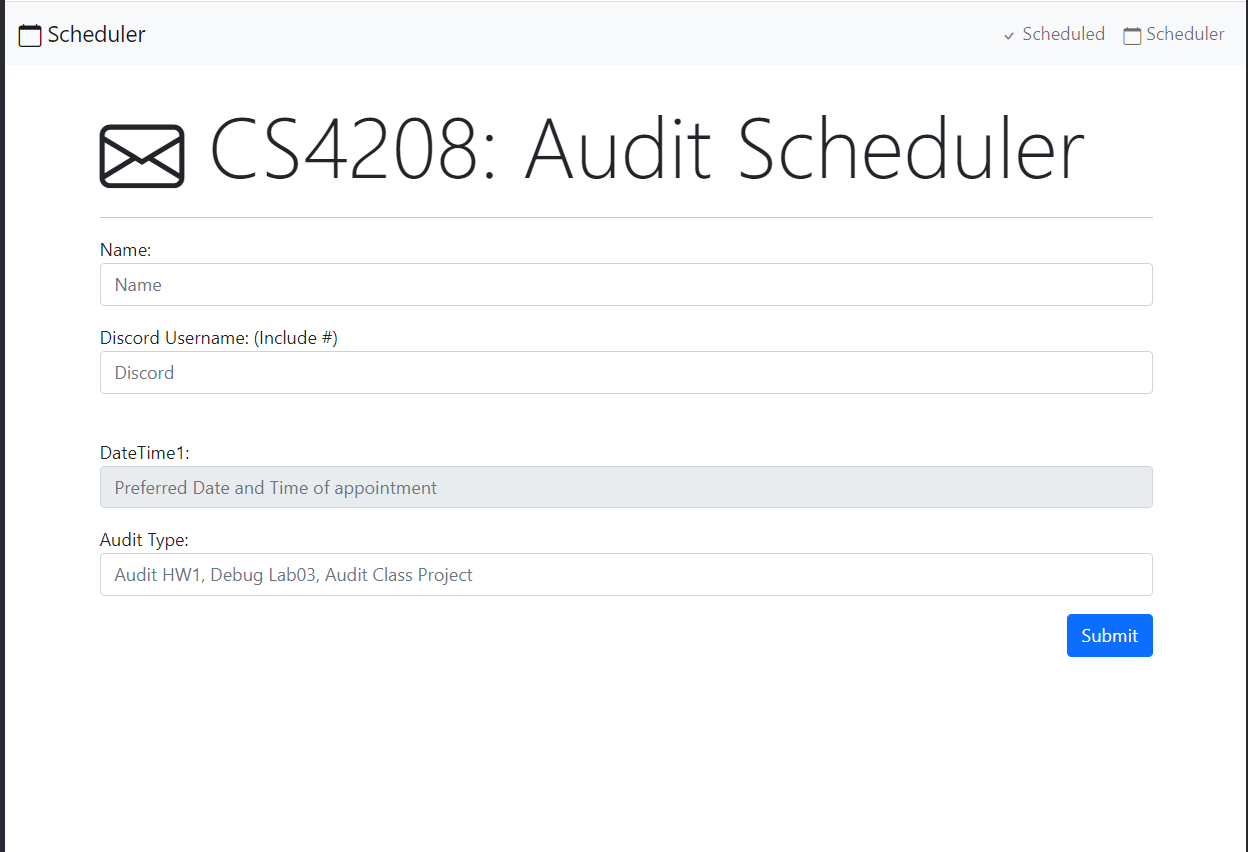 Scheduler
Scheduled
Scheduler
CS4208: Audit Scheduler
Name:
Name
Discord Username: (Include #)
Discord
DateTime1:
Preferred Date and Time of appointment
Audit Type:
Audit HW1, Debug Lab03, Audit Class Project
Submit